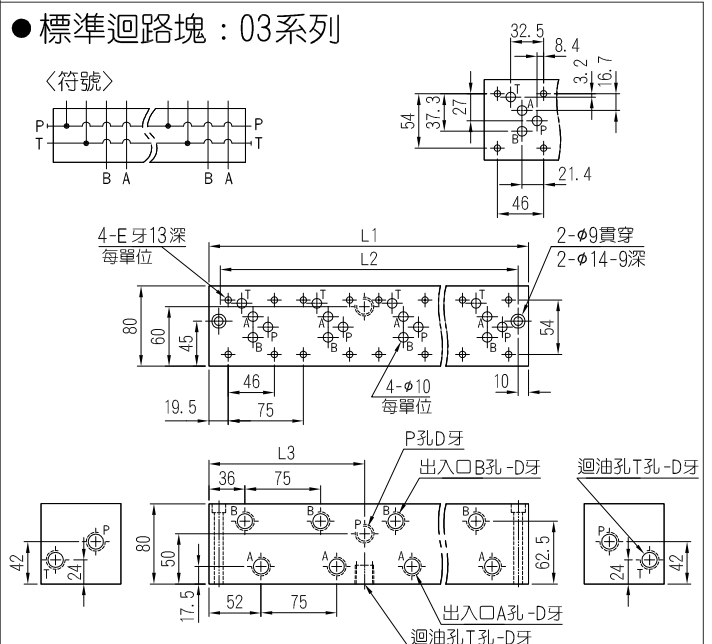 ●標準迴路塊：03系列
〈符號〉
P P
T T
B A B A
32.5
8.4
3.2
16.7
54
37.3
27
T
A
P
B
21.4
46
4-E牙13深
每單位
L1
L2
2-φ9貫穿
2-φ14-9深
T T T T
A A A A
P P P P
B B B B
80
60
45
54
46
4-φ10
每單位
10
19.5
75
P孔D牙
L3
出入口B孔-D牙
迴油孔T孔-D牙
36
75
B B P B B
P
T
42
24
80
50
A A A A
62.5
P
T
24
42
17.5
52
75
出入口A孔-D牙
迴油孔T孔-D牙